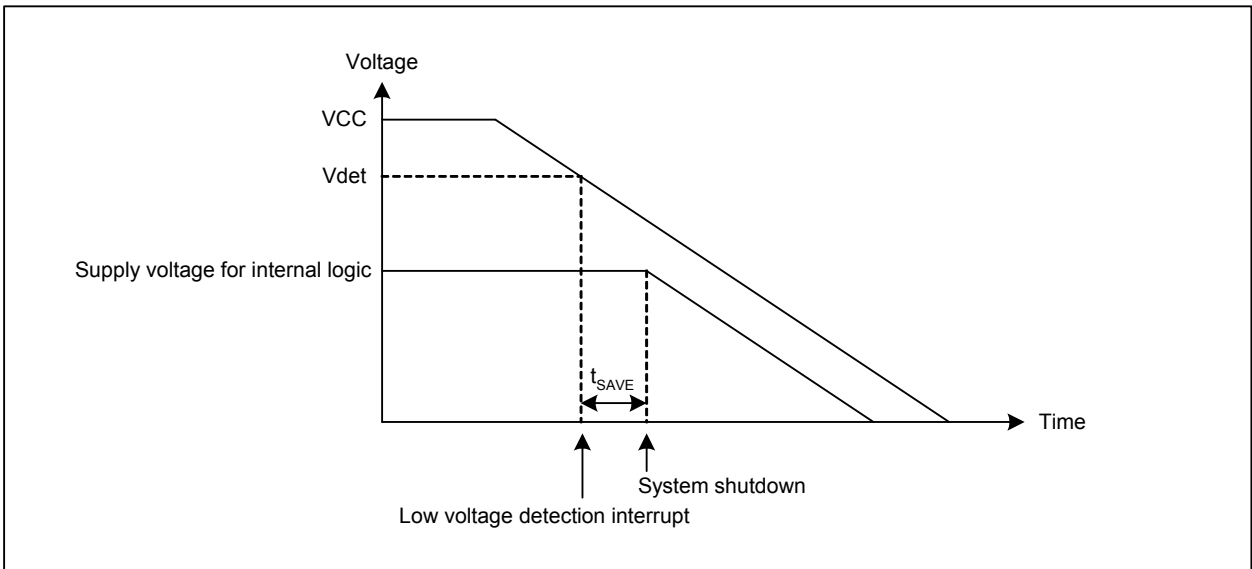 Voltage
VCC
Vdet
Supply voltage for internal logic
tSAVE
Time
System shutdown
Low voltage detection interrupt